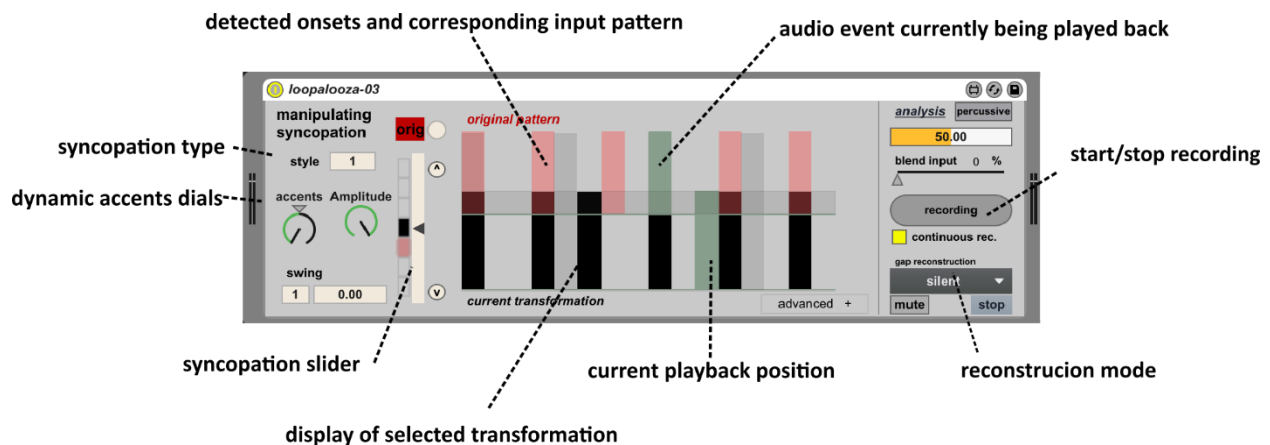 detected onsets and corresponding input pattern
audio event currently being played back
loopalooza-03
manipulating
syncopation
orig
original pattern
analysis
percussive
50.00
syncopation type
style
1
blend input 0 %
start/stop recording
dynamic accents dials
accents
Amplitude
recording
continuous rec.
gap reconstruction
swing
silent
1
0.00
current transformation
advanced +
mute
stop
syncopation slider
current playback position
reconstrucion mode
display of selected transformation